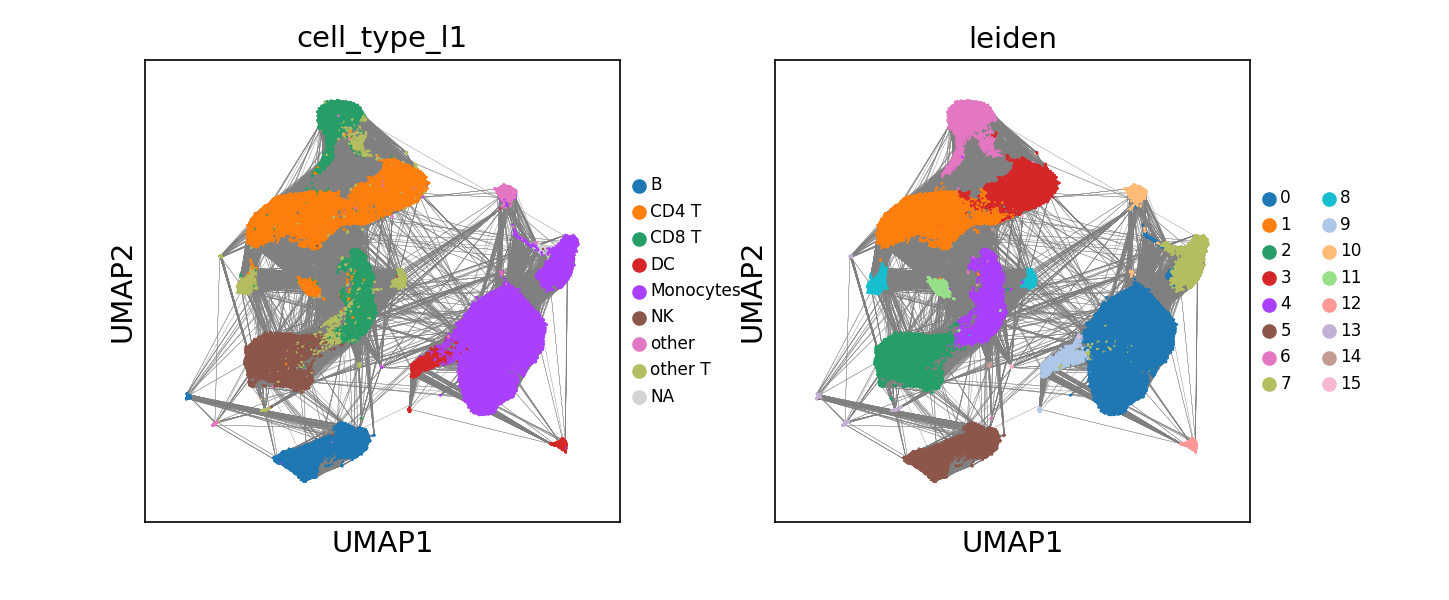 cell_type_l1
leiden
UMAP2
UMAP1
B
CD4 T
CD8 T
DC
Monocytes
NK
other
other T
NA
UMAP2
UMAP1
0
1
2
3
4
5
6
7
8
9
10
11
12
13
14
15